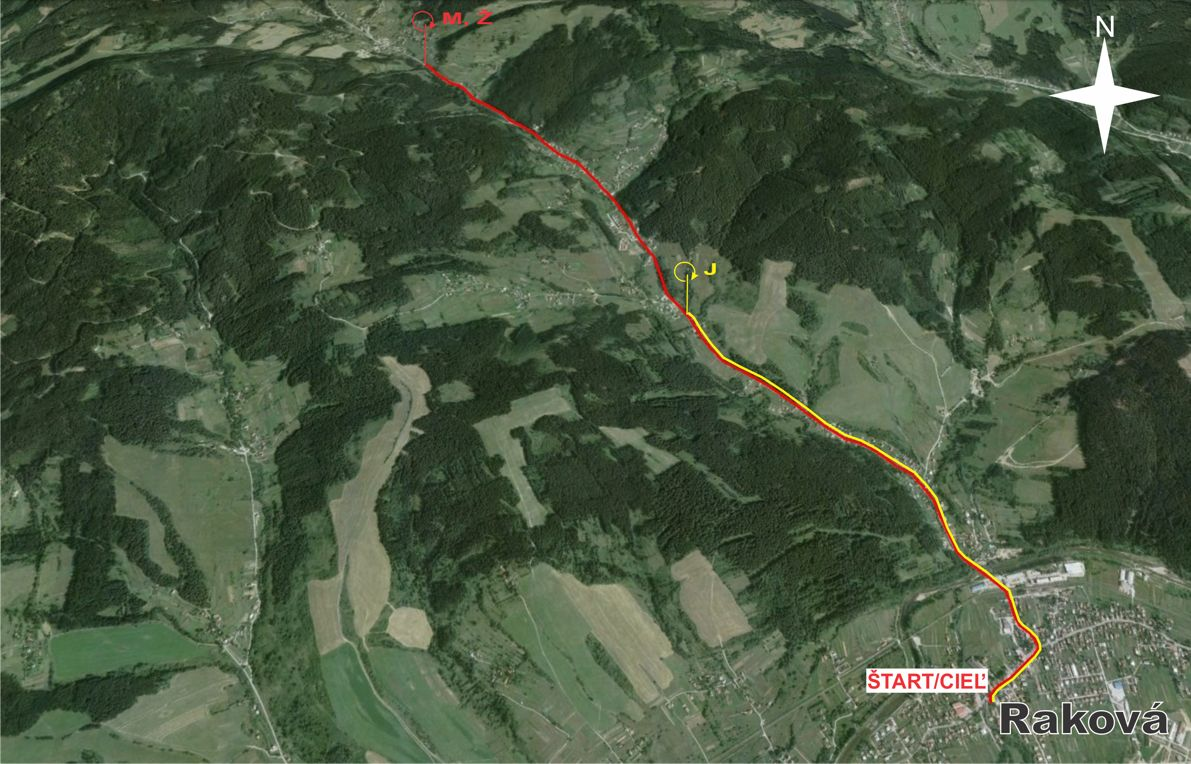 M, Ž
N
J
ŠTART/CIEĽ
Raková